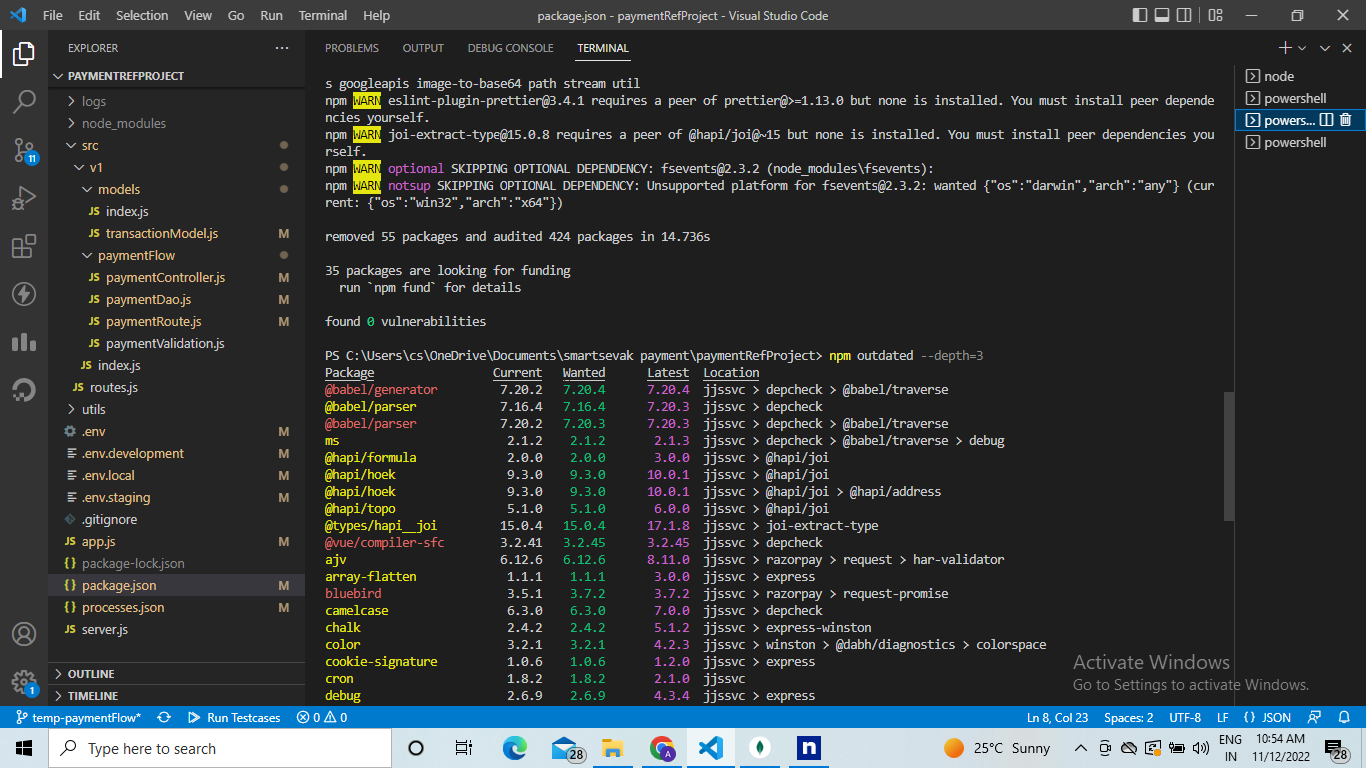 File Edit Selection View Go Run Terminal Help
package.json - paymentRefProject - Visual Studio Code
EXPLORER
PAYMENTREFPROJECT
logs
node_modules
src
v1
models
JS index.js
JS transactionModel.js M
paymentFlow
JS paymentController.js M
JS paymentDao.js M
JS paymentRoute.js M
JS paymentValidation.js
JS index.js
JS routes.js
utils
.env M
.env.development M
.env.local M
.env.staging M
.gitignore
JS app.js M
{} package-lock.json
{} package.json M
{} processes.json M
JS server.js
OUTLINE
TIMELINE
11
1
PROBLEMS OUTPUT DEBUG CONSOLE TERMINAL
s googleapis image-to-base64 path stream util
npm WARN eslint-plugin-prettier@3.4.1 requires a peer of prettier@>=1.13.0 but none is installed. You must install peer depende
ncies yourself.
npm WARN joi-extract-type@15.0.8 requires a peer of @hapi/joi@~15 but none is installed. You must install peer dependencies you
rself.
npm WARN optional SKIPPING OPTIONAL DEPENDENCY: fsevents@2.3.2 (node_modules\fsevents):
npm WARN notsup SKIPPING OPTIONAL DEPENDENCY: Unsupported platform for fsevents@2.3.2: wanted {"os":"darwin","arch":"any"} (cur
rent: {"os":"win32","arch":"x64"})
removed 55 packages and audited 424 packages in 14.736s
35 packages are looking for funding
run `npm fund` for details
found 0 vulnerabilities
PS C:\Users\cs\OneDrive\Documents\smartsevak payment\paymentRefProject> npm outdated --depth=3
Package Current Wanted Latest Location
@babel/generator 7.20.2 7.20.4 7.20.4 jjssvc > depcheck > @babel/traverse
@babel/parser 7.16.4 7.16.4 7.20.3 jjssvc > depcheck
@babel/parser 7.20.2 7.20.3 7.20.3 jjssvc > depcheck > @babel/traverse
ms 2.1.2 2.1.2 2.1.3 jjssvc > depcheck > @babel/traverse > debug
@hapi/formula 2.0.0 2.0.0 3.0.0 jjssvc > @hapi/joi
@hapi/hoek 9.3.0 9.3.0 10.0.1 jjssvc > @hapi/joi
@hapi/hoek 9.3.0 9.3.0 10.0.1 jjssvc > @hapi/joi > @hapi/address
@hapi/topo 5.1.0 5.1.0 6.0.0 jjssvc > @hapi/joi
@types/hapi__joi 15.0.4 15.0.4 17.1.8 jjssvc > joi-extract-type
@vue/compiler-sfc 3.2.41 3.2.45 3.2.45 jjssvc > depcheck
ajv 6.12.6 6.12.6 8.11.0 jjssvc > razorpay > request > har-validator
array-flatten 1.1.1 1.1.1 3.0.0 jjssvc > express
bluebird 3.5.1 3.7.2 3.7.2 jjssvc > razorpay > request-promise
camelcase 6.3.0 6.3.0 7.0.0 jjssvc > depcheck
chalk 2.4.2 2.4.2 5.1.2 jjssvc > express-winston
color 3.2.1 3.2.1 4.2.3 jjssvc > winston > @dabh/diagnostics > colorspace
cookie-signature 1.0.6 1.0.6 1.2.0 jjssvc > express
cron 1.8.2 1.8.2 2.1.0 jjssvc
debug 2.6.9 2.6.9 4.3.4 jjssvc > express
node
powershell
powers...
powershell
Activate Windows
Go to Settings to activate Windows.
temp-paymentFlow* Run Testcases 0 0 Ln 8, Col 23 Spaces: 2 UTF-8 LF {} JSON
Type here to search
28
A
n
25°C Sunny
ENG
IN
10:54 AM
11/12/2022
28